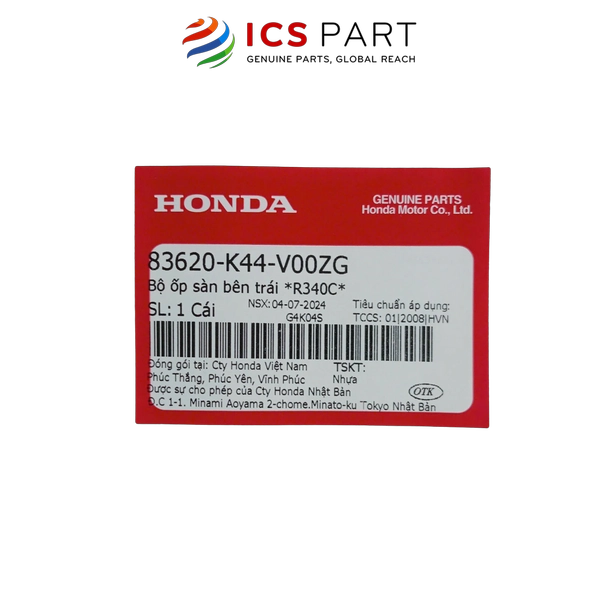 ICS PART
GENUINE PARTS, GLOBAL REACH
HONDA
GENUINE PARTS
Honda Motor Co., Ltd.
83620-K44-V00ZG
Bộ ốp sàn bên trái *R340C*
SL: 1 Cái
NSX: 04-07-2024
G4K04S
Tiêu chuẩn áp dụng:
TCCS: 01|2008|HVN
Đóng gói tại: Cty Honda Việt Nam
Phúc Thắng, Phúc Yên, Vĩnh Phúc
TSKT:
Nhựa
Được sự cho phép của Cty Honda Nhật Bản
Đ.C 1-1. Minami Aoyama 2-chome.Minato-ku Tokyo Nhật Bản
OTK